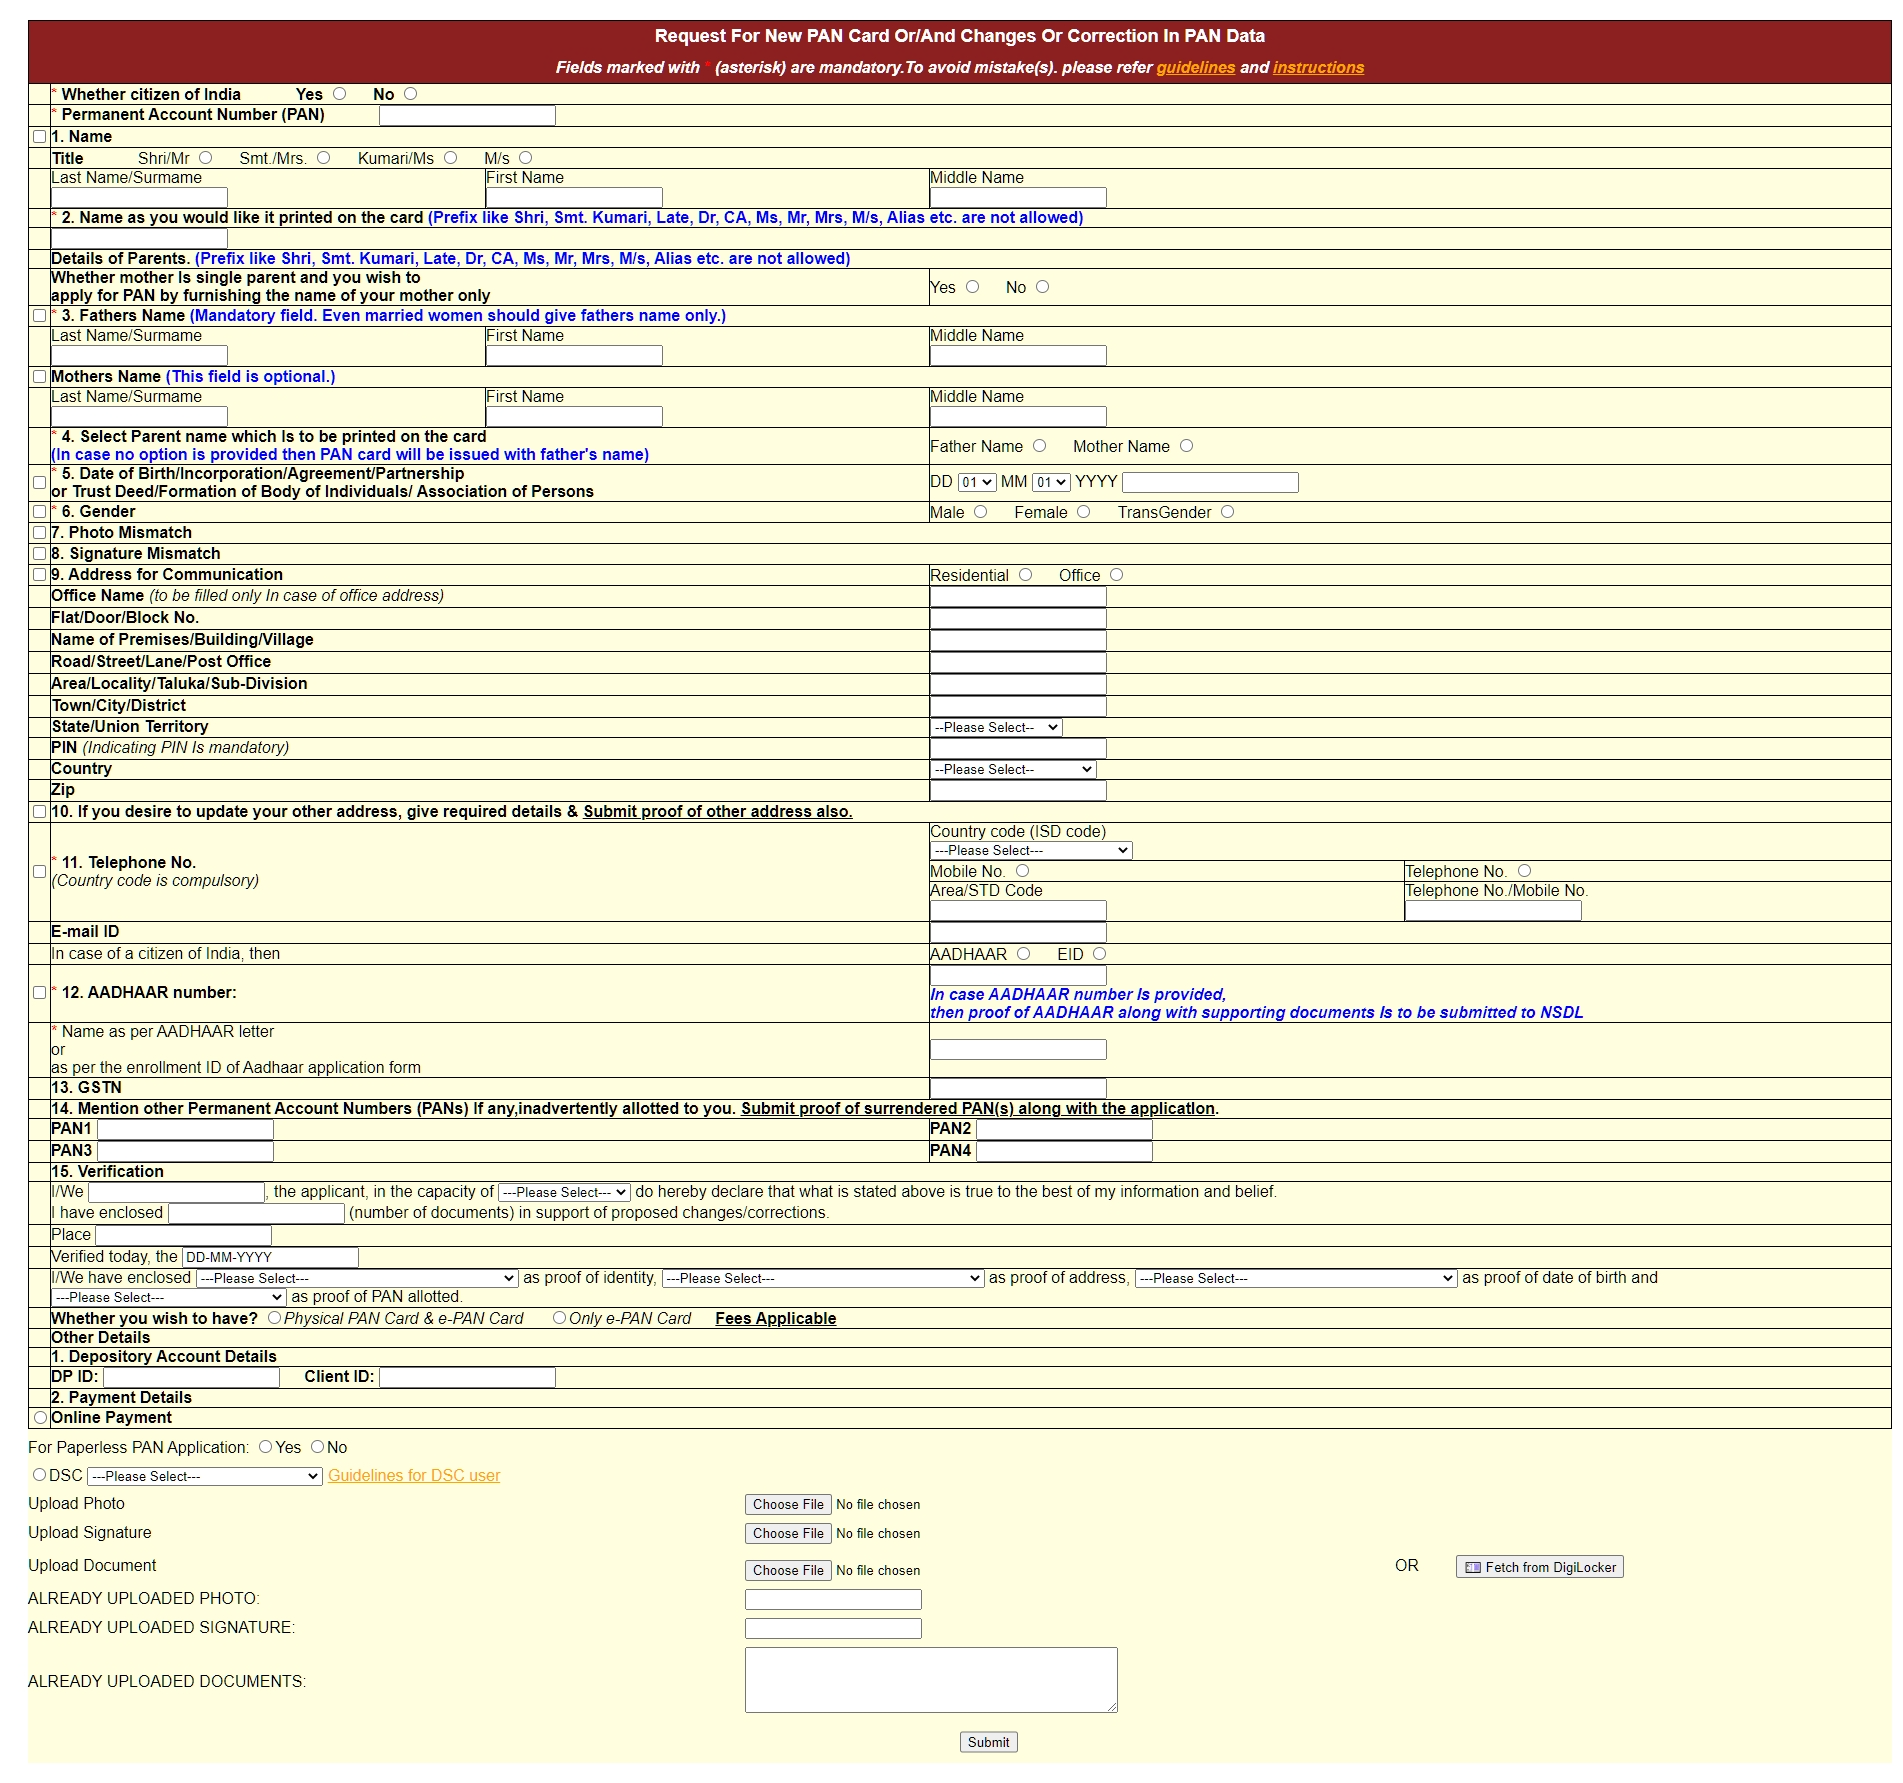 Request For New PAN Card Or/And Changes Or Correction In PAN Data
Fields marked with * (asterisk) are mandatory.To avoid mistake(s). please refer guidelines and instructions
* Whether citizen of India Yes No
* Permanent Account Number (PAN)
1. Name
Title Shri/Mr Smt./Mrs. Kumari/Ms M/s
Last Name/Surname First Name Middle Name
* 2. Name as you would like it printed on the card (Prefix like Shri, Smt. Kumari, Late, Dr, CA, Ms, Mr, Mrs, M/s, Alias etc. are not allowed)
Details of Parents. (Prefix like Shri, Smt. Kumari, Late, Dr, CA, Ms, Mr, Mrs, M/s, Alias etc. are not allowed)
Whether mother Is single parent and you wish to
apply for PAN by furnishing the name of your mother only
Yes No
* 3. Fathers Name (Mandatory field. Even married women should give fathers name only.)
Last Name/Surname First Name Middle Name
Mothers Name (This field is optional.)
Last Name/Surname First Name Middle Name
* 4. Select Parent name which Is to be printed on the card
(In case no option is provided then PAN card will be issued with father's name)
Father Name Mother Name
* 5. Date of Birth/Incorporation/Agreement/Partnership
or Trust Deed/Formation of Body of Individuals/ Association of Persons
DD 01 MM 01 YYYY
* 6. Gender Male Female TransGender
7. Photo Mismatch
8. Signature Mismatch
9. Address for Communication Residential Office
Office Name (to be filled only In case of office address)
Flat/Door/Block No.
Name of Premises/Building/Village
Road/Street/Lane/Post Office
Area/Locality/Taluka/Sub-Division
Town/City/District
State/Union Territory --Please Select--
PIN (Indicating PIN Is mandatory)
Country --Please Select--
Zip
10. If you desire to update your other address, give required details & Submit proof of other address also.
* 11. Telephone No.
(Country code is compulsory)
Country code (ISD code)
---Please Select---
Mobile No. Telephone No.
Area/STD Code Telephone No./Mobile No.
E-mail ID
In case of a citizen of India, then AADHAAR EID
* 12. AADHAAR number:
In case AADHAAR number Is provided,
then proof of AADHAAR along with supporting documents Is to be submitted to NSDL
* Name as per AADHAAR letter
or
as per the enrollment ID of Aadhaar application form
13. GSTN
14. Mention other Permanent Account Numbers (PANs) If any,inadvertently allotted to you. Submit proof of surrendered PAN(s) along with the applicatIon.
PAN1 PAN2
PAN3 PAN4
15. Verification
I/We , the applicant, in the capacity of ---Please Select--- do hereby declare that what is stated above is true to the best of my information and belief.
I have enclosed (number of documents) in support of proposed changes/corrections.
Place
Verified today, the DD-MM-YYYY
I/We have enclosed ---Please Select--- as proof of identity, ---Please Select--- as proof of address, ---Please Select--- as proof of date of birth and
---Please Select--- as proof of PAN allotted.
Whether you wish to have? Physical PAN Card & e-PAN Card Only e-PAN Card Fees Applicable
Other Details
1. Depository Account Details
DP ID: Client ID:
2. Payment Details
Online Payment
For Paperless PAN Application: Yes No
DSC ---Please Select--- Guidelines for DSC user
Upload Photo Choose File No file chosen
Upload Signature Choose File No file chosen
Upload Document Choose File No file chosen OR Fetch from DigiLocker
ALREADY UPLOADED PHOTO:
ALREADY UPLOADED SIGNATURE:
ALREADY UPLOADED DOCUMENTS:
Submit